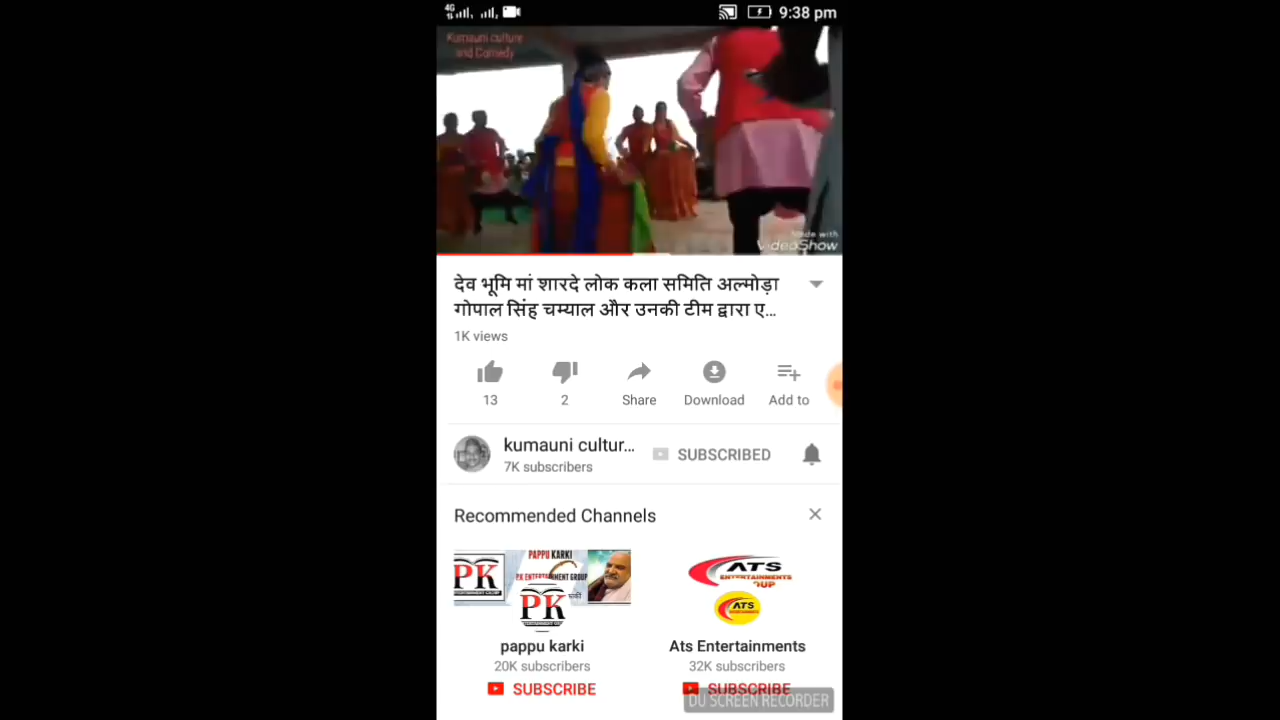 4G
9:38 pm
Kumauni culture
and Comedy
Made with
VideoShow
देव भूमि मां शारदे लोक कला समिति अल्मोड़ा
गोपाल सिंह चम्याल और उनकी टीम द्वारा ए...
1K views
13
2
Share
Download
Add to
kumauni cultur...
SUBSCRIBED
7K subscribers
Recommended Channels
PK
PAPPU KARKI
PK
ATS
ENTERTAINMENTS
ATS
pappu karki
Ats Entertainments
20K subscribers
32K subscribers
SUBSCRIBE
SUBSCRIBE
DU SCREEN RECORDER